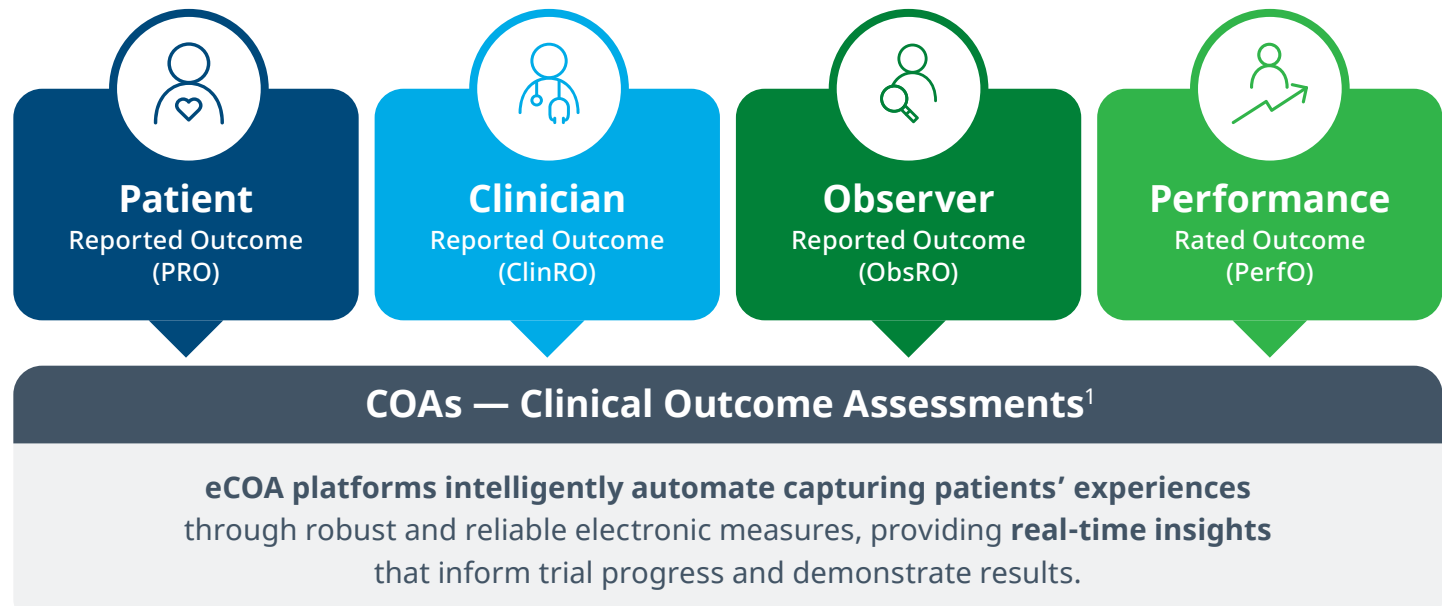 Patient
Reported Outcome
(PRO)
Clinician
Reported Outcome
(ClinRO)
Observer
Reported Outcome
(ObsRO)
Performance
Rated Outcome
(PerfO)
COAs — Clinical Outcome Assessments¹
eCOA platforms intelligently automate capturing patients’ experiences
through robust and reliable electronic measures, providing real-time insights
that inform trial progress and demonstrate results.